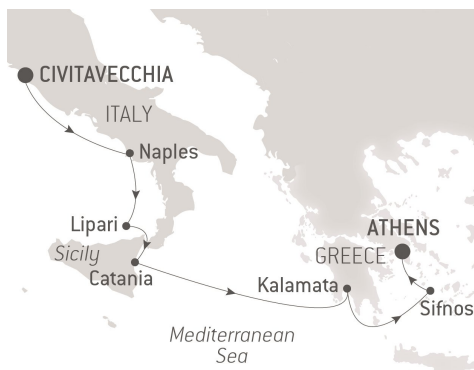 CIVITAVECCHIA
ITALY
Naples
Lipari
Sicily
Catania
ATHENS
GREECE
Kalamata
Sifnos
Mediterranean
Sea